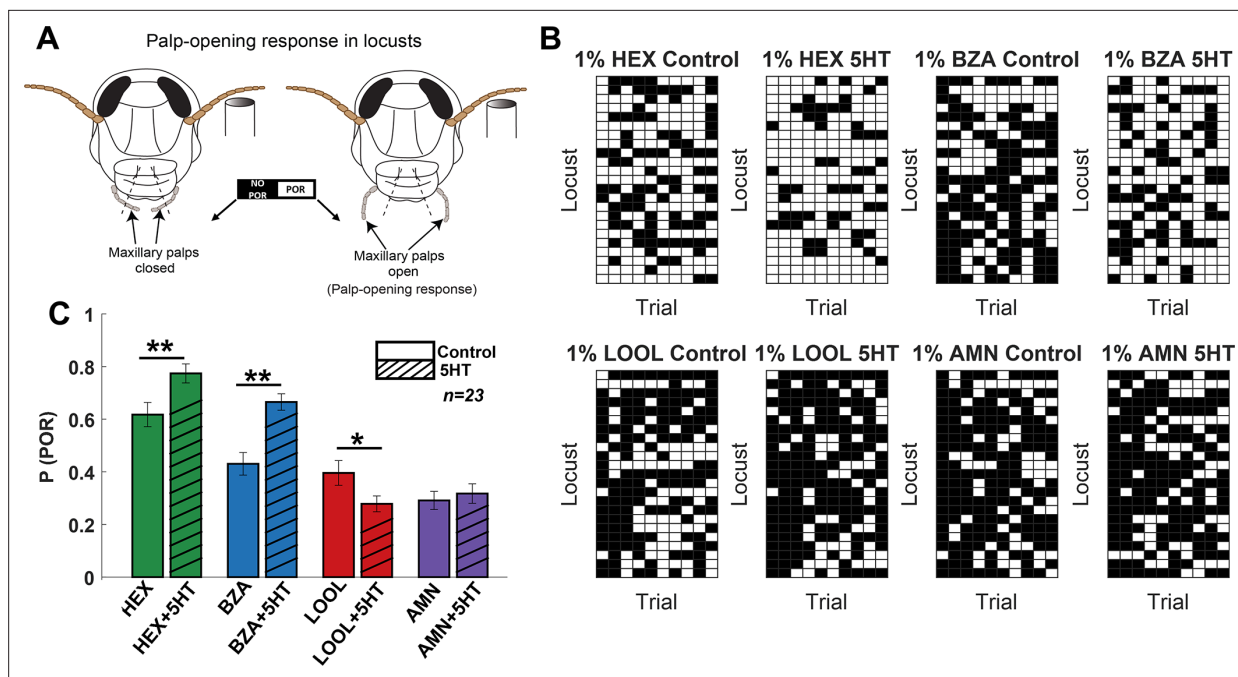 A
Palp-opening response in locusts
NO
POR
POR
Maxillary palps
closed
Maxillary palps
open
(Palp-opening response)
B
1% HEX Control
1% HEX 5HT
1% BZA Control
1% BZA 5HT
Locust
Locust
Locust
Locust
Trial
Trial
Trial
Trial
1% LOOL Control
1% LOOL 5HT
1% AMN Control
1% AMN 5HT
Locust
Locust
Locust
Locust
Trial
Trial
Trial
Trial
C
P (POR)
1
0.8
0.6
0.4
0.2
0
**
**
*
Control
5HT
n=23
HEX
HEX+5HT
BZA
BZA+5HT
LOOL
LOOL+5HT
AMN
AMN+5HT